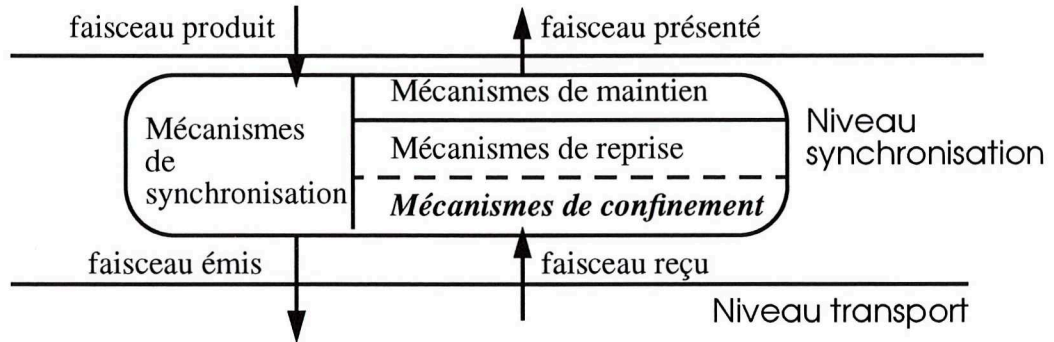 faisceau produit
faisceau présenté
Mécanismes
de
synchronisation
Mécanismes de maintien
Mécanismes de reprise
Mécanismes de confinement
Niveau
synchronisation
faisceau émis
faisceau reçu
Niveau transport